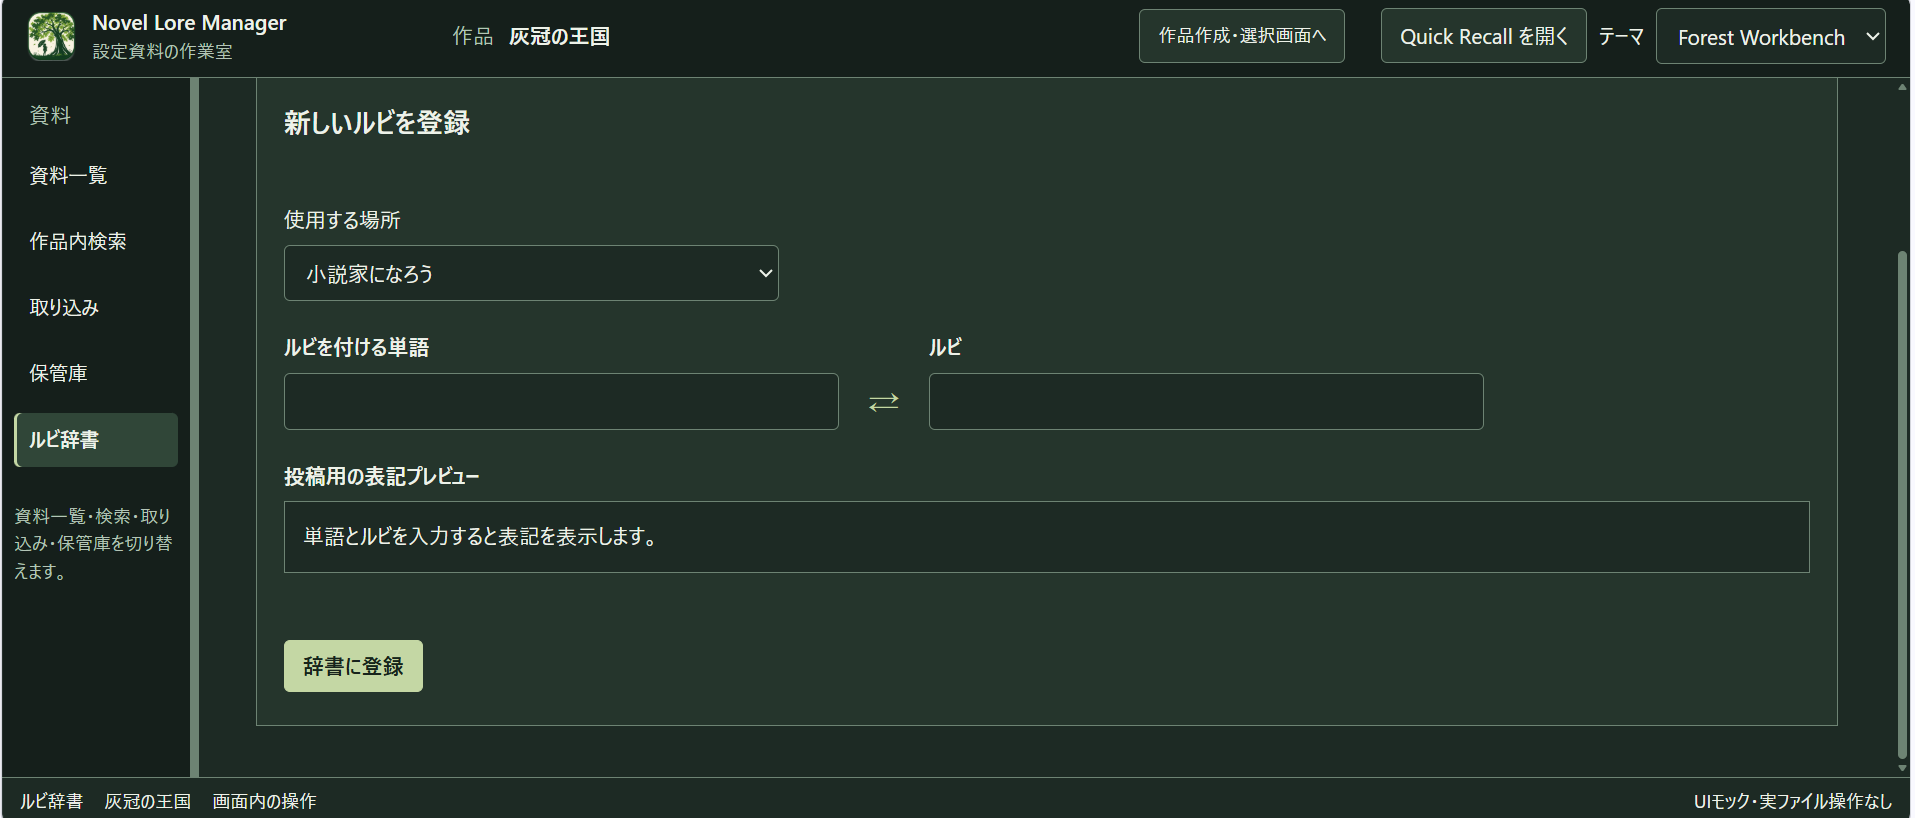 Novel Lore Manager
設定資料の作業室
作品 灰冠の王国
作品作成・選択画面へ
Quick Recall を開く
テーマ
Forest Workbench
資料
資料一覧
作品内検索
取り込み
保管庫
ルビ辞書
資料一覧・検索・取り
込み・保管庫を切り替
えます。
新しいルビを登録
使用する場所
小説家になろう
ルビを付ける単語
⇄
ルビ
投稿用の表記プレビュー
単語とルビを入力すると表記を表示します。
辞書に登録
ルビ辞書 灰冠の王国 画面内の操作
UIモック・実ファイル操作なし